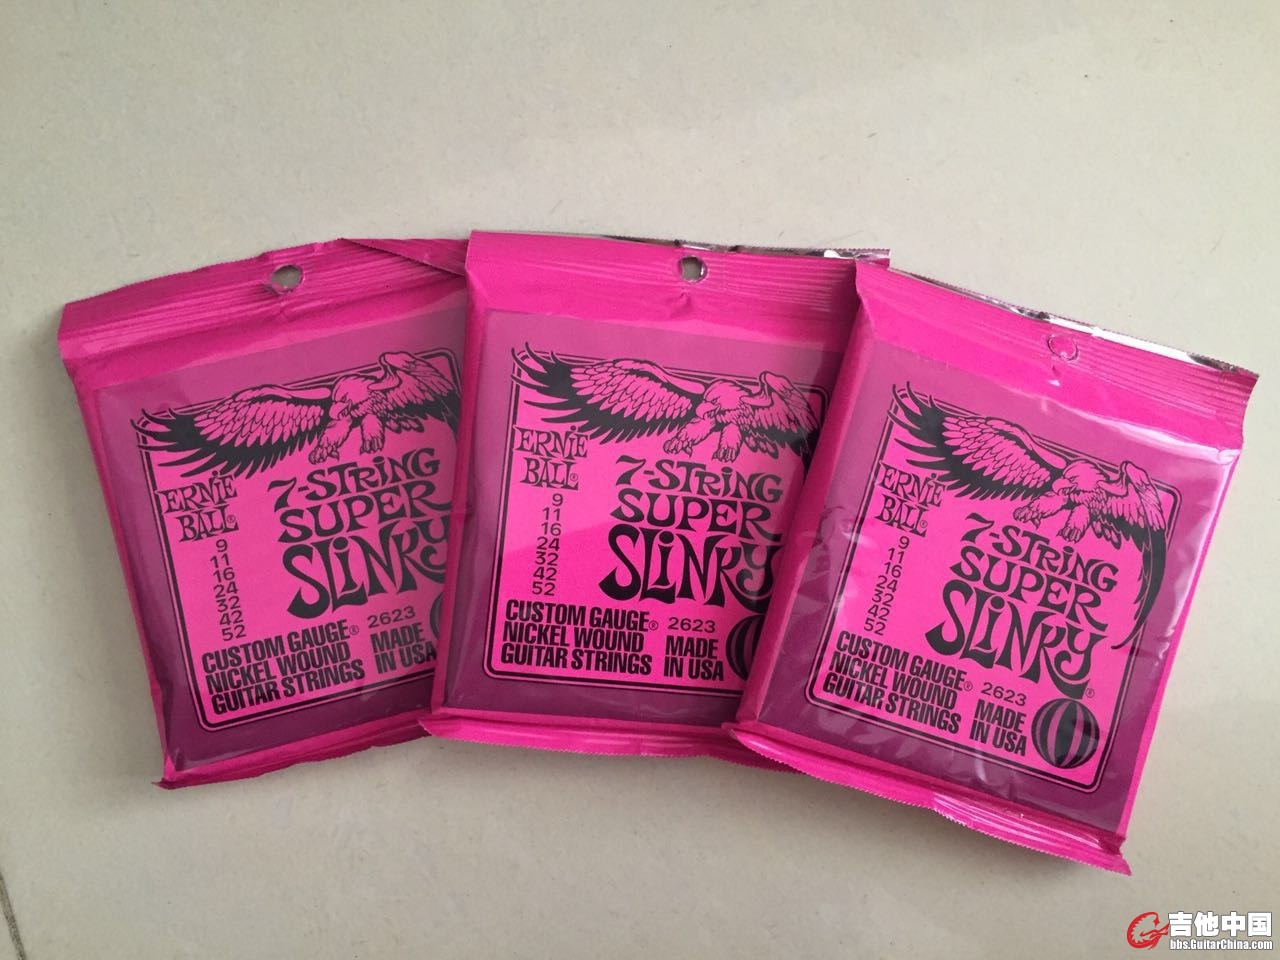 ERNIE
BALL®
9
11
16
24
32
42
52
7-STRING
SUPER
SLINKY
CUSTOM GAUGE®
NICKEL WOUND
GUITAR STRINGS
2623
MADE
IN USA
ERNIE
BALL®
9
11
16
24
32
42
52
7-STRING
SUPER
SLINKY
CUSTOM GAUGE®
NICKEL WOUND
GUITAR STRINGS
2623
MADE
IN USA
ERNIE
BALL®
9
11
16
24
32
42
52
7-STRING
SUPER
SLINKY®
CUSTOM GAUGE®
NICKEL WOUND
GUITAR STRINGS
2623
MADE
IN USA
吉他中国
bbs.GuitarChina.com